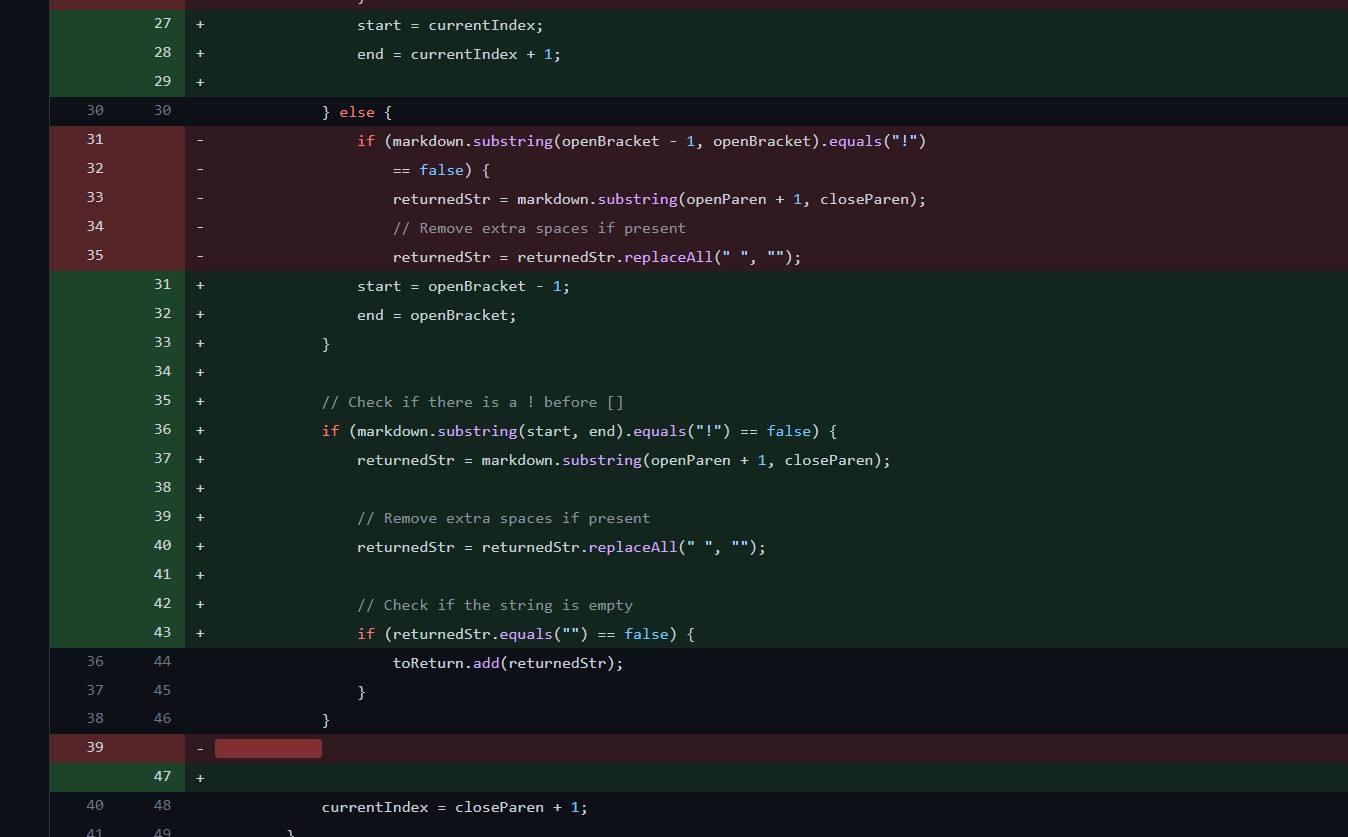 }
27 + start = currentIndex;
28 + end = currentIndex + 1;
29 +
30 30 } else {
31 - if (markdown.substring(openBracket - 1, openBracket).equals("!")
32 - == false) {
33 - returnedStr = markdown.substring(openParen + 1, closeParen);
34 - // Remove extra spaces if present
35 - returnedStr = returnedStr.replaceAll(" ", "");
31 + start = openBracket - 1;
32 + end = openBracket;
33 + }
34 +
35 + // Check if there is a ! before []
36 + if (markdown.substring(start, end).equals("!") == false) {
37 + returnedStr = markdown.substring(openParen + 1, closeParen);
38 +
39 + // Remove extra spaces if present
40 + returnedStr = returnedStr.replaceAll(" ", "");
41 +
42 + // Check if the string is empty
43 + if (returnedStr.equals("") == false) {
36 44 toReturn.add(returnedStr);
37 45 }
38 46 }
39 -
47 +
40 48 currentIndex = closeParen + 1;
41 49 }